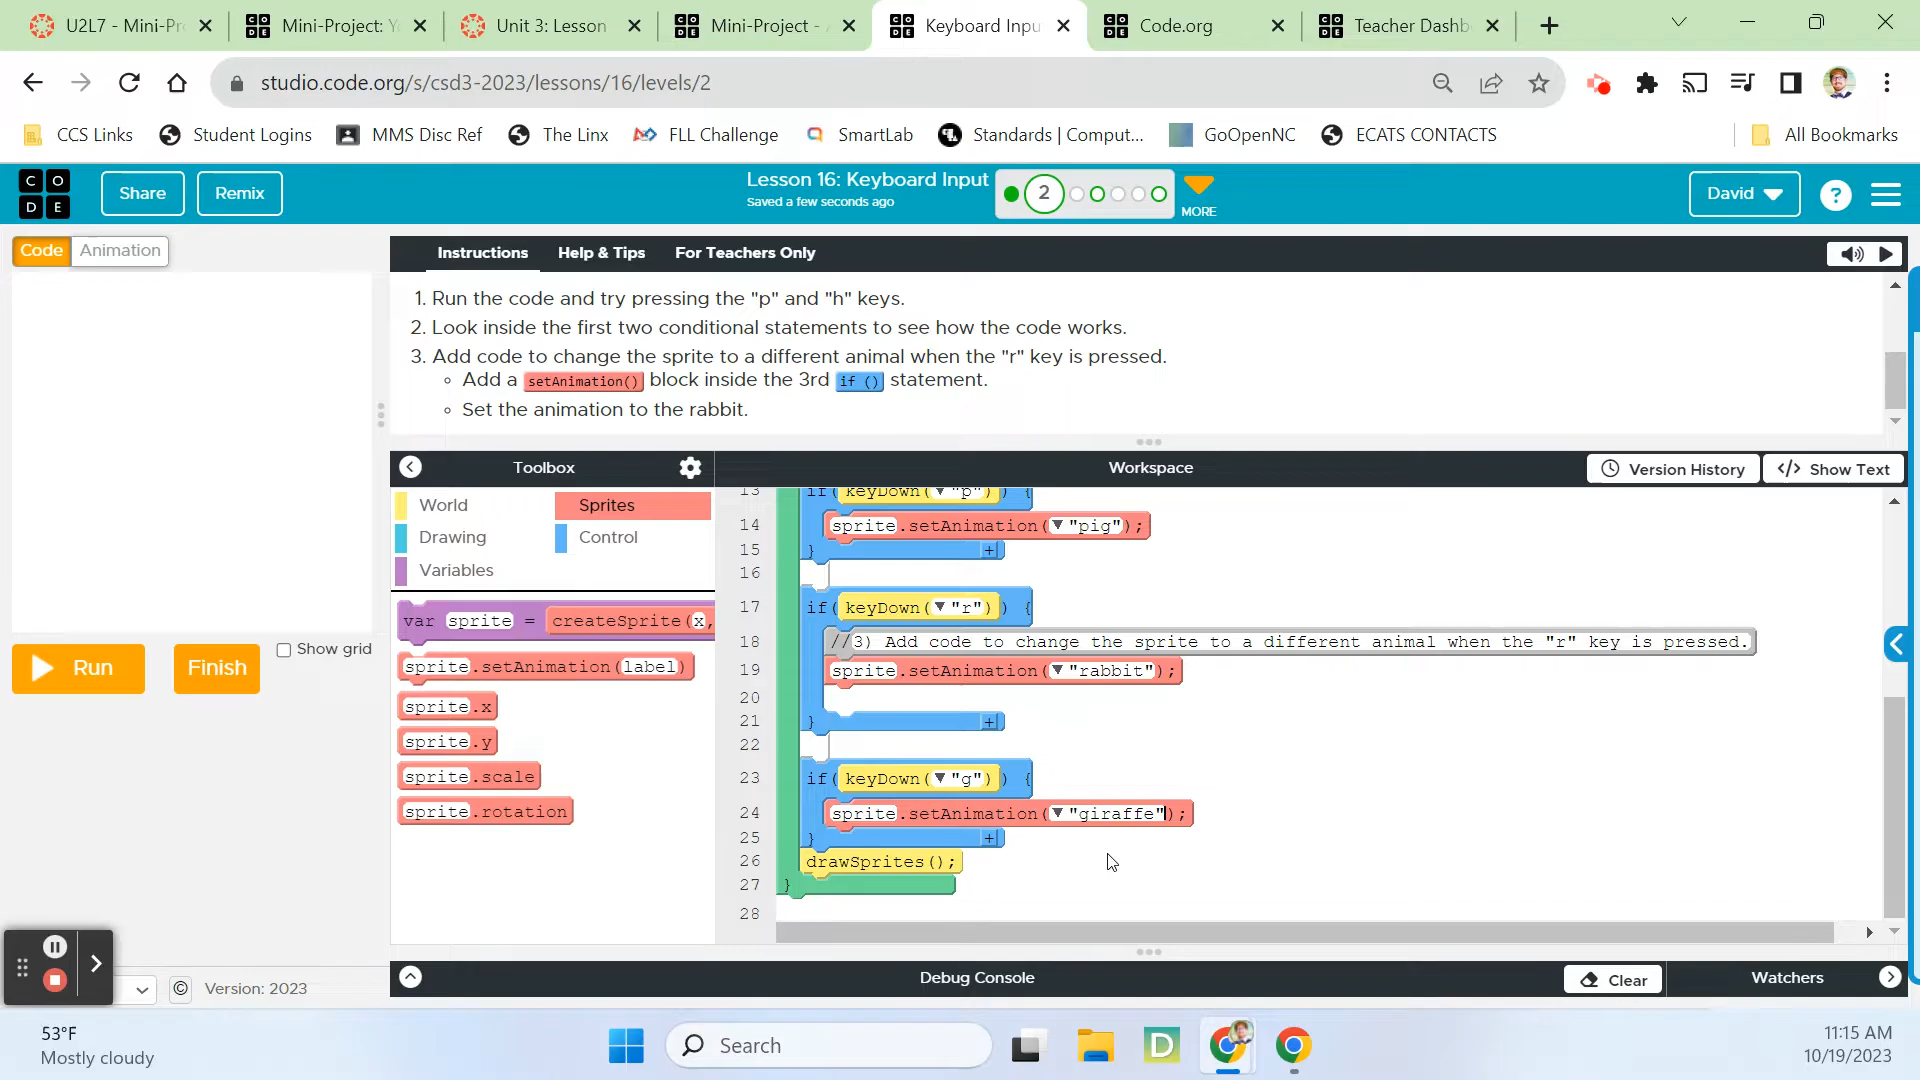 U2L7 - Mini-Pr
Mini-Project: Y
Unit 3: Lesson
Mini-Project -
Keyboard Inpu
Code.org
Teacher Dashb
studio.code.org/s/csd3-2023/lessons/16/levels/2
CCS Links
Student Logins
MMS Disc Ref
The Linx
FLL Challenge
SmartLab
Standards | Comput...
GoOpenNC
ECATS CONTACTS
All Bookmarks
C O
D E
Share
Remix
Lesson 16: Keyboard Input
Saved a few seconds ago
2
MORE
David
?
Code
Animation
Instructions
Help & Tips
For Teachers Only
1. Run the code and try pressing the "p" and "h" keys.
2. Look inside the first two conditional statements to see how the code works.
3. Add code to change the sprite to a different animal when the "r" key is pressed.
Add a setAnimation() block inside the 3rd if () statement.
Set the animation to the rabbit.
Toolbox
Workspace
Version History
</> Show Text
World
Sprites
Drawing
Control
Variables
var sprite = createSprite(x,
sprite.setAnimation(label)
sprite.x
sprite.y
sprite.scale
sprite.rotation
Run
Finish
Show grid
13 if( keyDown( "p" ) ) {
14 sprite.setAnimation( "pig");
15 } +
16
17 if( keyDown( "r" ) ) {
18 //3) Add code to change the sprite to a different animal when the "r" key is pressed.
19 sprite.setAnimation( "rabbit");
20
21 } +
22
23 if( keyDown( "g" ) ) {
24 sprite.setAnimation( "giraffe");
25 } +
26 drawSprites();
27 }
28
Debug Console
Clear
Watchers
© Version: 2023
53°F
Mostly cloudy
Search
D
11:15 AM
10/19/2023